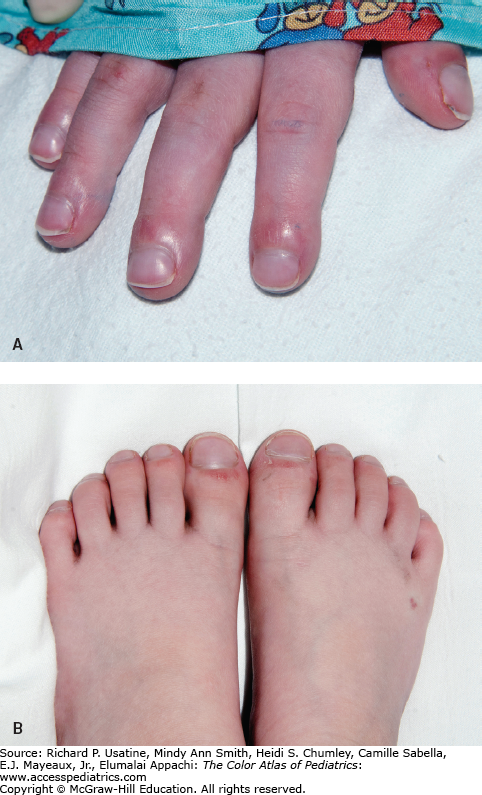 A
B
Source: Richard P. Usatine, Mindy Ann Smith, Heidi S. Chumley, Camille Sabella,
E.J. Mayeaux, Jr., Elumalai Appachi: The Color Atlas of Pediatrics:
www.accesspediatrics.com
Copyright © McGraw-Hill Education. All rights reserved.